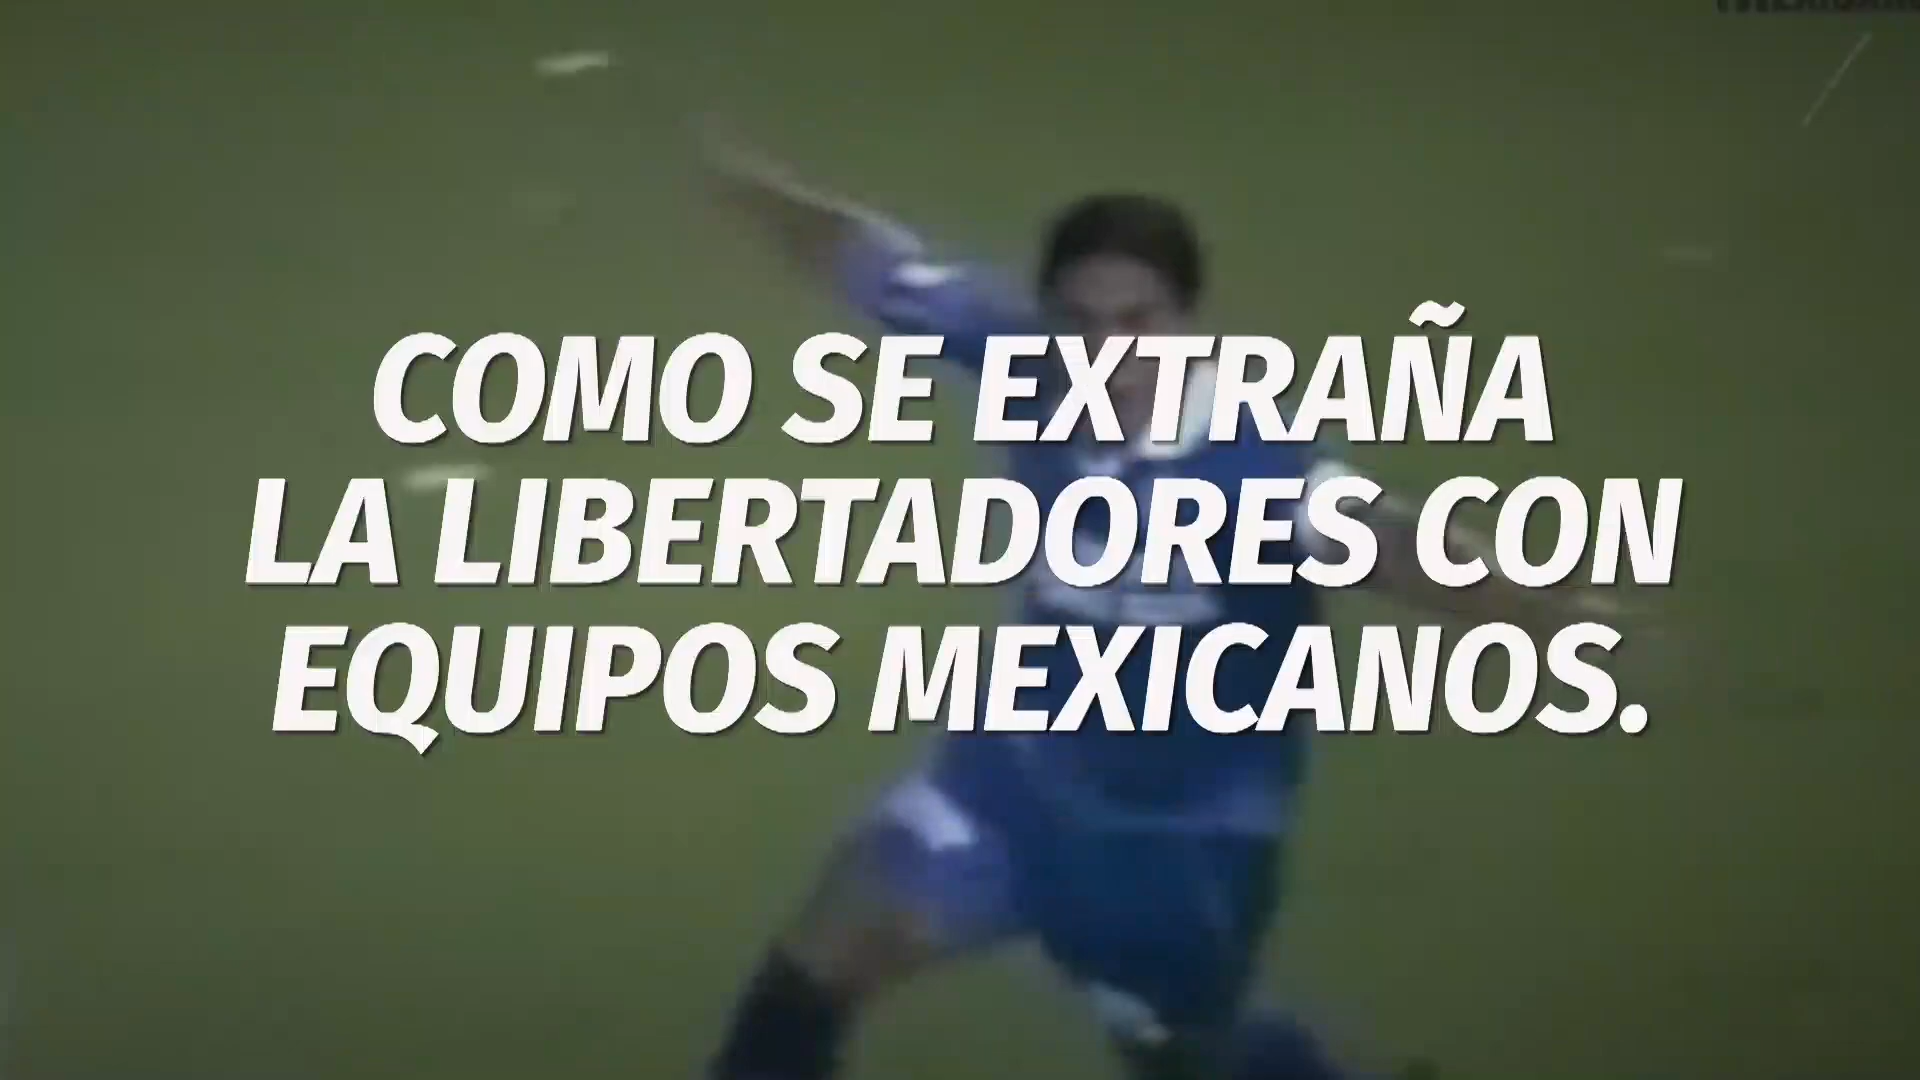 COMO SE EXTRAÑA
LA LIBERTADORES CON
EQUIPOS MEXICANOS.